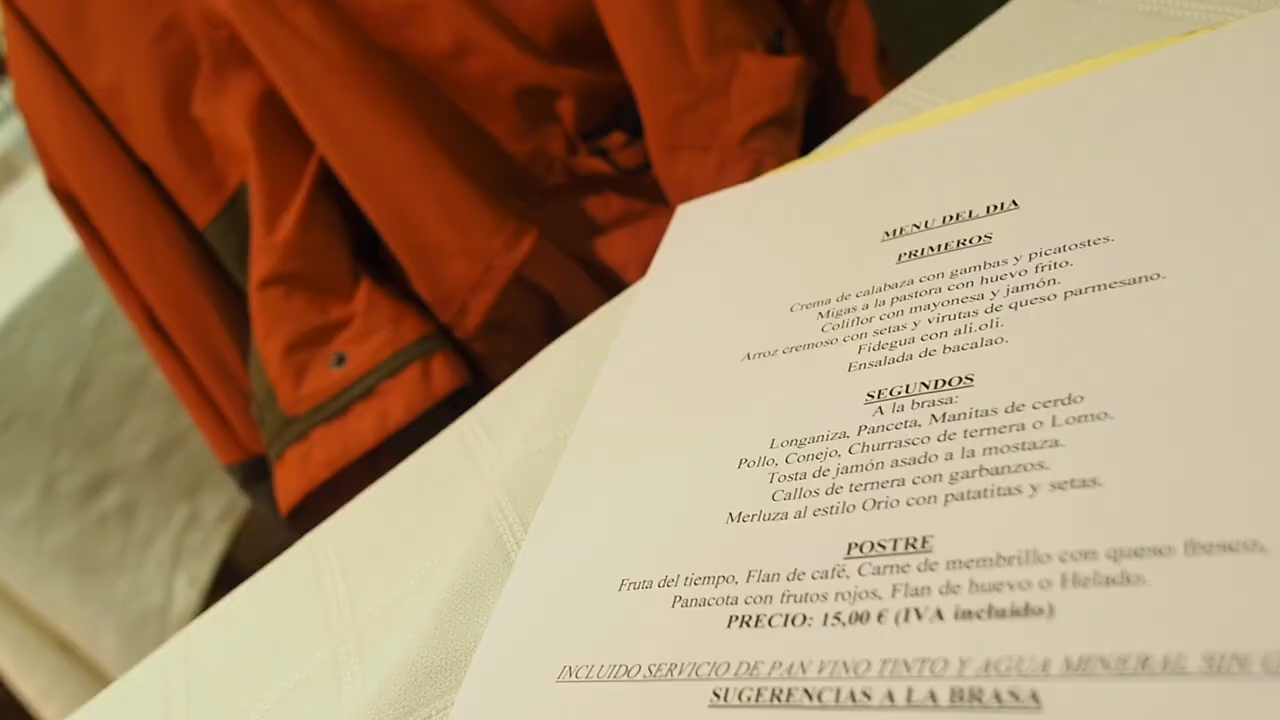 MENU DEL DIA
PRIMEROS
Crema de calabaza con gambas y picatostes.
Migas a la pastora con huevo frito.
Coliflor con mayonesa y jamón.
Arroz cremoso con setas y virutas de queso parmesano.
Fidegua con ali.oli.
Ensalada de bacalao.
SEGUNDOS
A la brasa:
Longaniza, Panceta, Manitas de cerdo
Pollo, Conejo, Churrasco de ternera o Lomo.
Tosta de jamón asado a la mostaza.
Callos de ternera con garbanzos.
Merluza al estilo Orio con patatitas y setas.
POSTRE
Fruta del tiempo, Flan de café, Carne de membrillo con queso fresco,
Panacota con frutos rojos, Flan de huevo o Helado.
PRECIO: 15,00 € (IVA incluido)
INCLUIDO SERVICIO DE PAN VINO TINTO Y AGUA MINERAL. SIN
SUGERENCIAS A LA BRASA